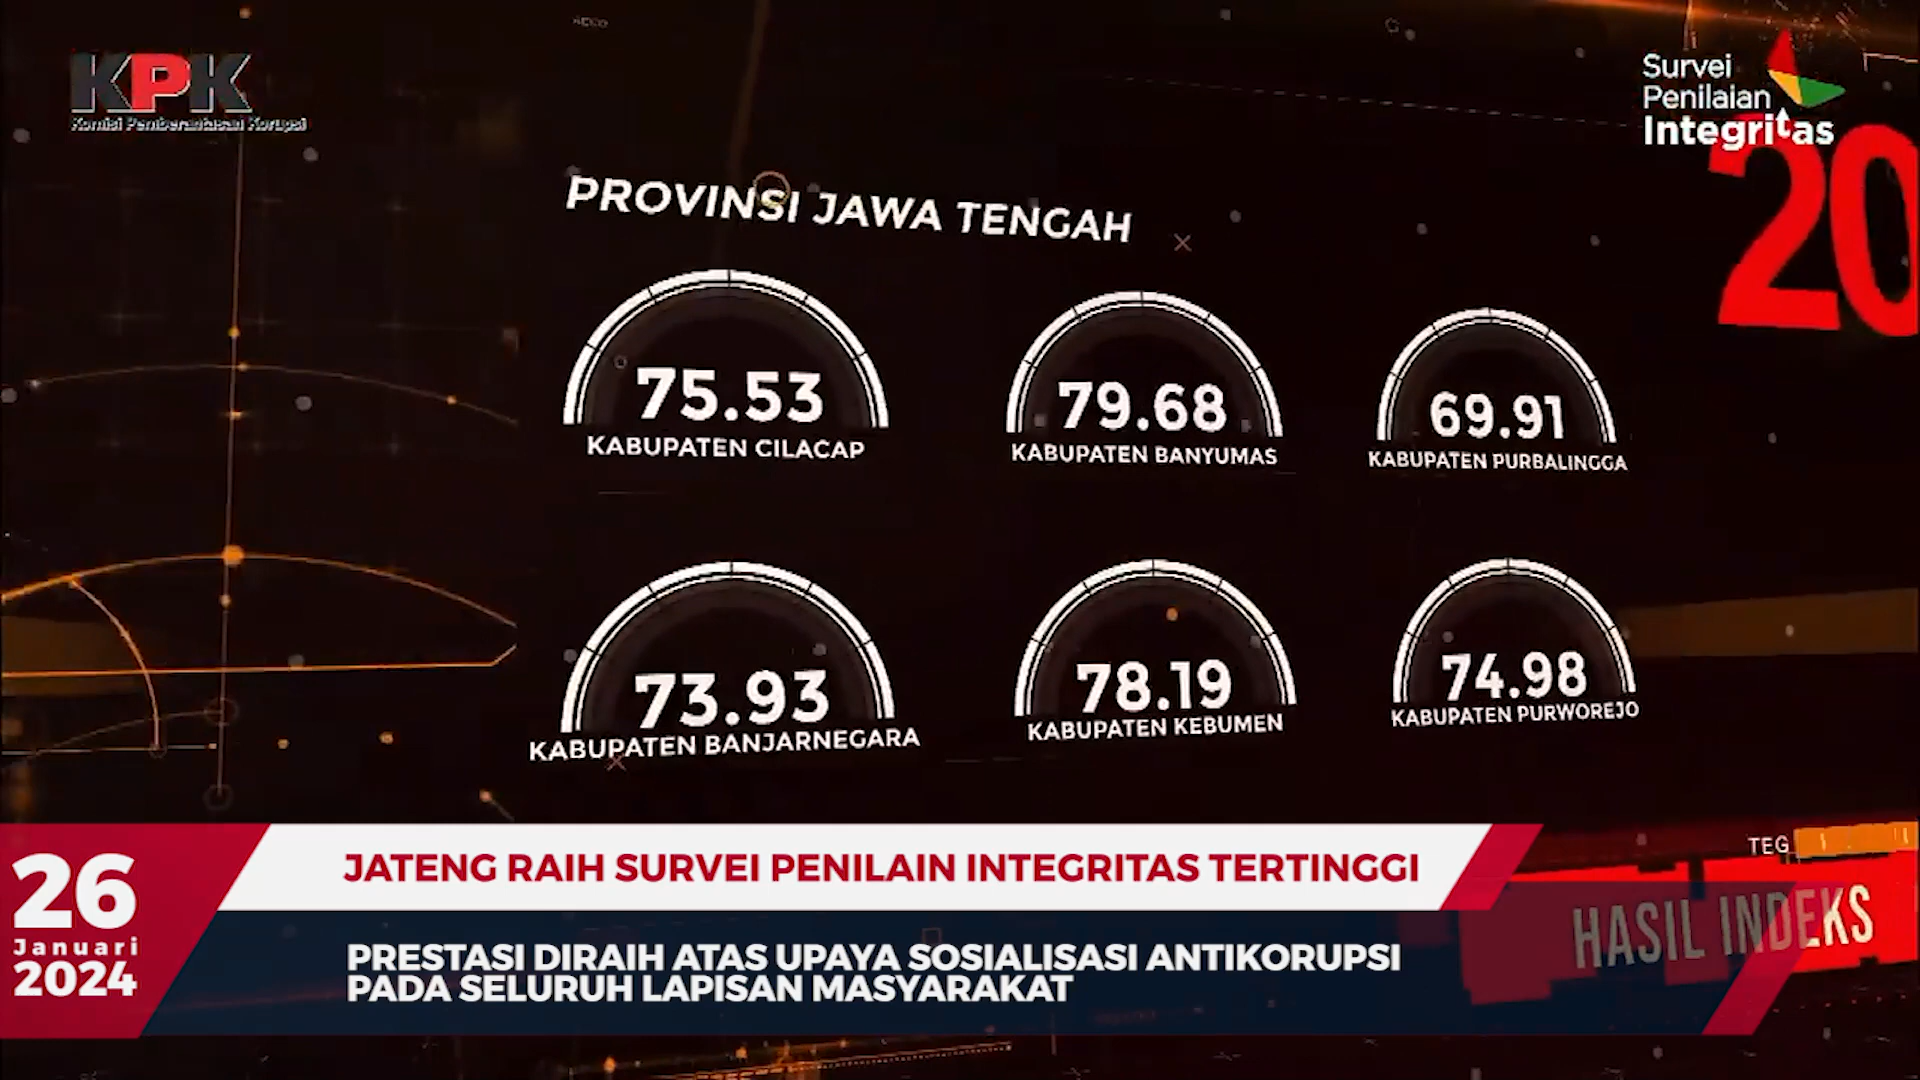 KPK
Komisi Pemberantasan Korupsi
Survei
Penilaian
Integritas
20
PROVINSI JAWA TENGAH
75.53
KABUPATEN CILACAP
79.68
KABUPATEN BANYUMAS
69.91
KABUPATEN PURBALINGGA
73.93
KABUPATEN BANJARNEGARA
78.19
KABUPATEN KEBUMEN
74.98
KABUPATEN PURWOREJO
TEG
HASIL INDEKS
26
Januari
2024
JATENG RAIH SURVEI PENILAIN INTEGRITAS TERTINGGI
PRESTASI DIRAIH ATAS UPAYA SOSIALISASI ANTIKORUPSI
PADA SELURUH LAPISAN MASYARAKAT